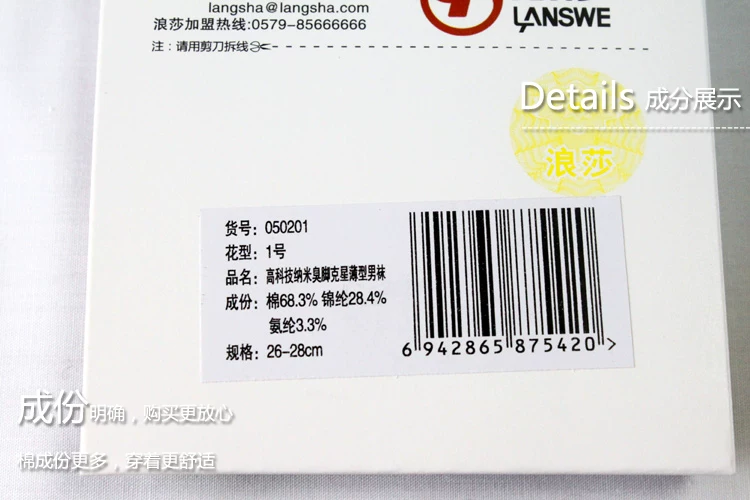 langsha@langsha.com
浪莎加盟热线:0579-85666666
注：请用剪刀拆线
LANSWE
Details 成分展示
浪莎
货号：050201
花型：1号
品名：高科技纳米臭脚克星薄型男袜
成份：棉68.3% 锦纶28.4%
氨纶3.3%
规格：26-28cm
6 942865 875420 >
成份明确，购买更放心
棉成份更多，穿着更舒适